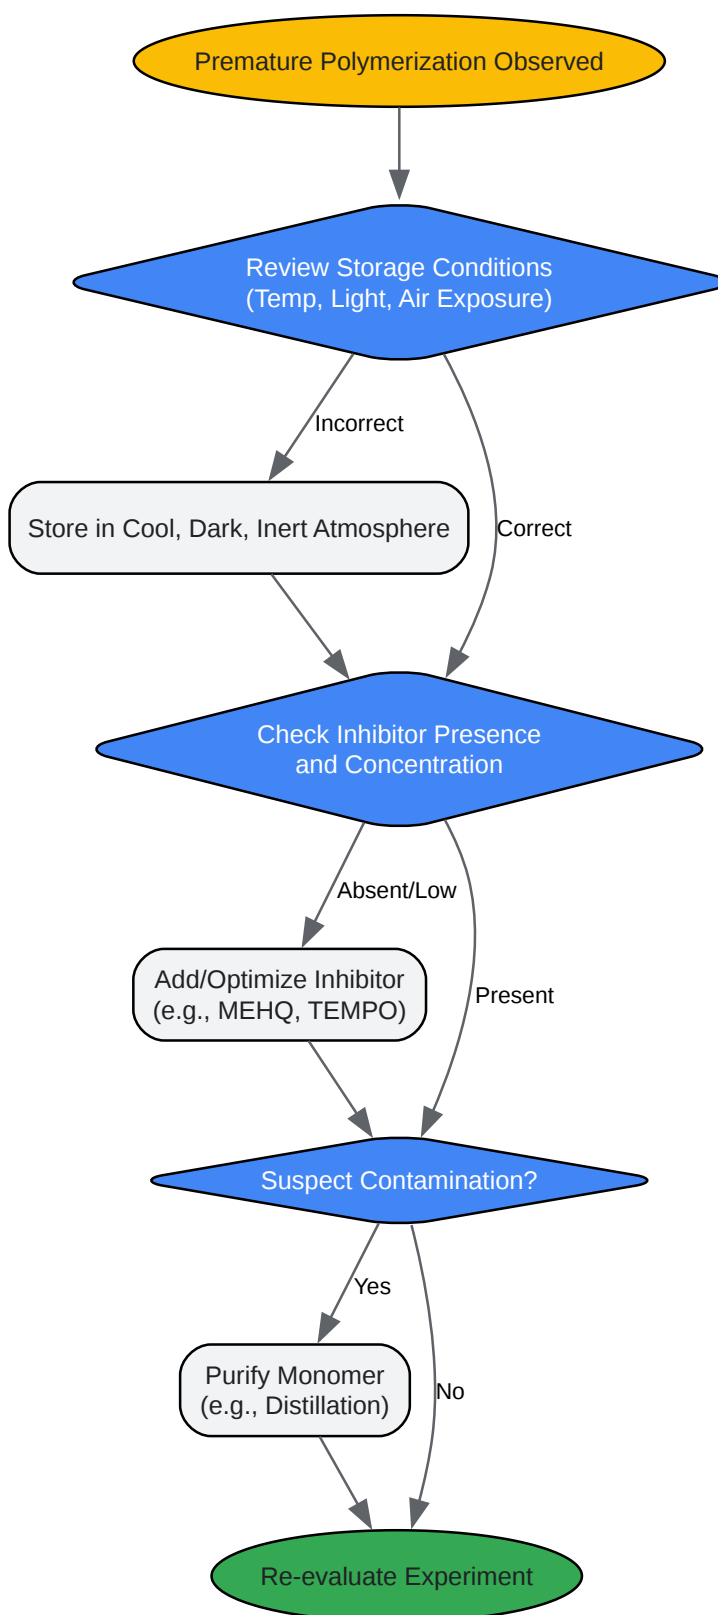 Premature Polymerization Observed
Review Storage Conditions
(Temp, Light, Air Exposure)
Incorrect
Store in Cool, Dark, Inert Atmosphere
Correct
Check Inhibitor Presence
and Concentration
Absent/Low
Add/Optimize Inhibitor
(e.g., MEHQ, TEMPO)
Present
Suspect Contamination?
Yes
Purify Monomer
(e.g., Distillation)
No
Re-evaluate Experiment